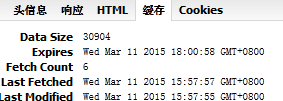 头信息 响应 HTML 缓存 Cookies
Data Size 30904
Expires Wed Mar 11 2015 18:00:58 GMT+0800
Fetch Count 6
Last Fetched Wed Mar 11 2015 15:57:57 GMT+0800
Last Modified Wed Mar 11 2015 15:57:55 GMT+0800